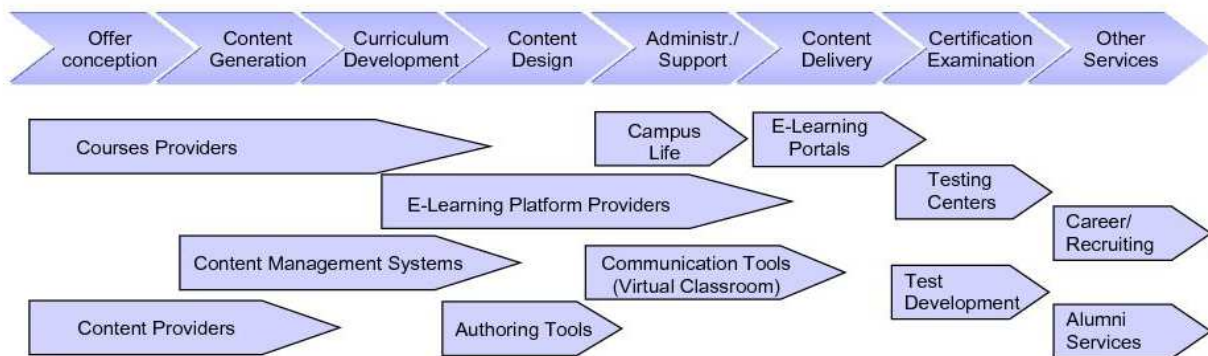 Offer
conception
Content
Generation
Curriculum
Development
Content
Design
Administr./
Support
Content
Delivery
Certification
Examination
Other
Services
Courses Providers
Campus
Life
E-Learning
Portals
E-Learning Platform Providers
Testing
Centers
Career/
Recruiting
Content Management Systems
Communication Tools
(Virtual Classroom)
Test
Development
Content Providers
Authoring Tools
Alumni
Services